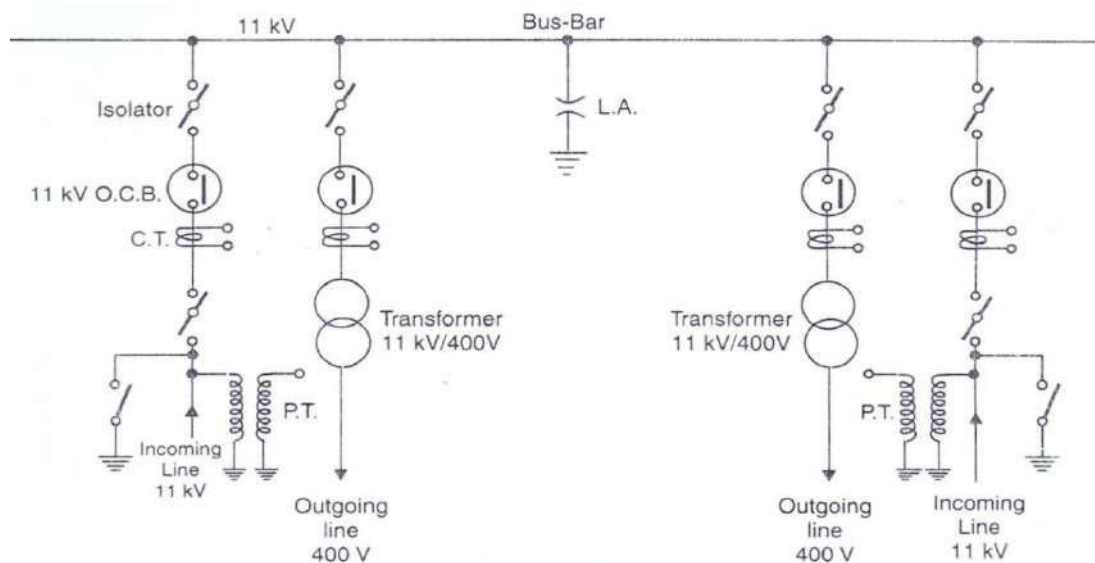 11 kV
Bus-Bar
Isolator
L.A.
11 kV O.C.B.
C.T.
Transformer
11 kV/400V
Transformer
11 kV/400V
P.T.
P.T.
Incoming
Line
11 kV
Outgoing
line
400 V
Outgoing
line
400 V
Incoming
Line
11 kV